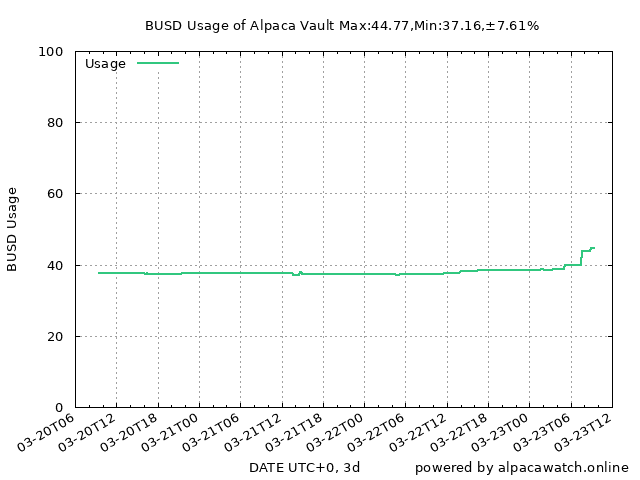 BUSD Usage of Alpaca Vault Max:44.77,Min:37.16,±7.61%
Usage
100
80
60
40
20
0
BUSD Usage
03-20T06
03-20T12
03-20T18
03-21T00
03-21T06
03-21T12
03-21T18
03-22T00
03-22T06
03-22T12
03-22T18
03-23T00
03-23T06
03-23T12
DATE UTC+0, 3d
powered by alpacawatch.online